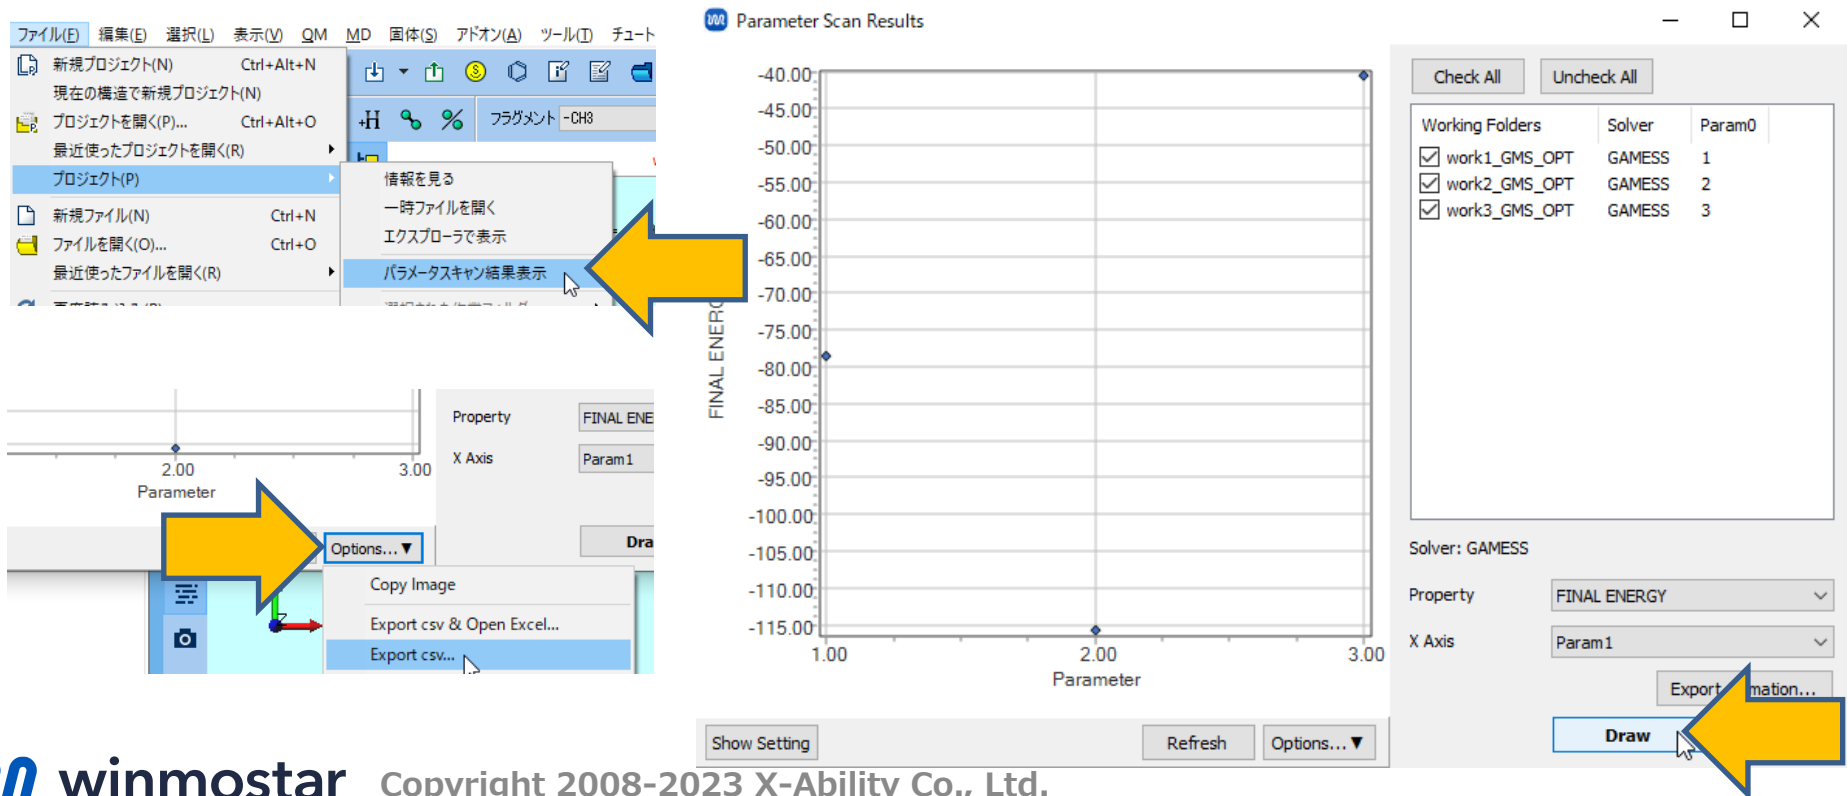 ファイル(F) 編集(E) 選択(L) 表示(V) QM MD 固体(S) アドオン(A) ツール(T) チュート
新規プロジェクト(N) Ctrl+Alt+N
現在の構造で新規プロジェクト(N)
プロジェクトを開く(P)... Ctrl+Alt+O
最近使ったプロジェクトを開く(R)
プロジェクト(P)
新規ファイル(N) Ctrl+N
ファイルを開く(O)... Ctrl+O
最近使ったファイルを開く(R)
+H
フラグメント -CH3
情報を見る
一時ファイルを開く
エクスプローラで表示
パラメータスキャン結果表示
2.00 3.00
Parameter
Property FINAL ENE
X Axis Param1
Dra
Options...▼
Copy Image
Export csv & Open Excel...
Export csv...
Parameter Scan Results
-40.00
-45.00
-50.00
-55.00
-60.00
-65.00
-70.00
-75.00
-80.00
-85.00
-90.00
-95.00
-100.00
-105.00
-110.00
-115.00
FINAL ENERG
1.00 2.00 3.00
Parameter
Show Setting Refresh Options...▼
Check All Uncheck All
Working Folders Solver Param0
work1_GMS_OPT GAMESS 1
work2_GMS_OPT GAMESS 2
work3_GMS_OPT GAMESS 3
Solver: GAMESS
Property FINAL ENERGY
X Axis Param1
Export mation...
Draw
winmostar Copyright 2008-2023 X-Ability Co., Ltd.